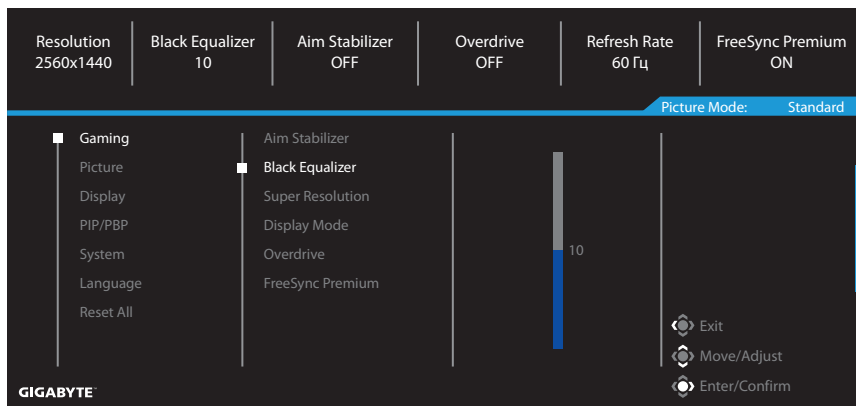 Resolution
2560x1440
Black Equalizer
10
Aim Stabilizer
OFF
Overdrive
OFF
Refresh Rate
60 Гц
FreeSync Premium
ON
Picture Mode: Standard
Gaming
Picture
Display
PIP/PBP
System
Language
Reset All
Aim Stabilizer
Black Equalizer
Super Resolution
Display Mode
Overdrive
FreeSync Premium
10
Exit
Move/Adjust
Enter/Confirm
GIGABYTE™